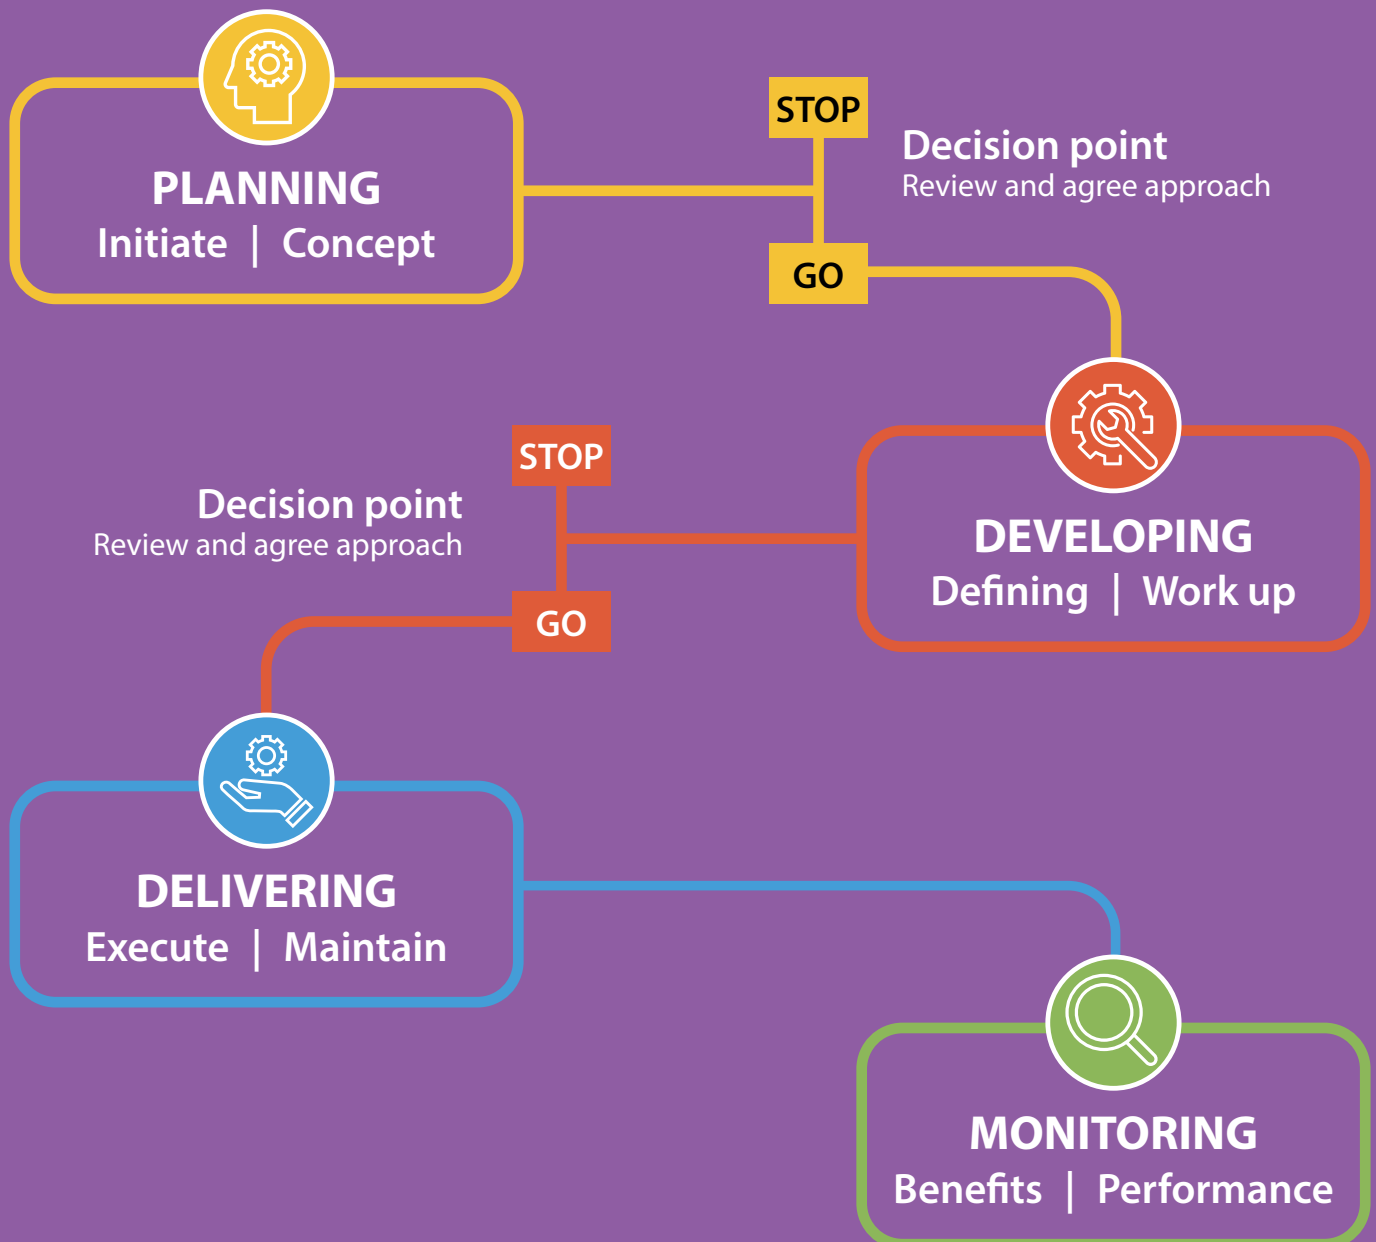 PLANNING
Initiate | Concept
STOP
Decision point
Review and agree approach
GO
STOP
Decision point
Review and agree approach
GO
DEVELOPING
Defining | Work up
DELIVERING
Execute | Maintain
MONITORING
Benefits | Performance